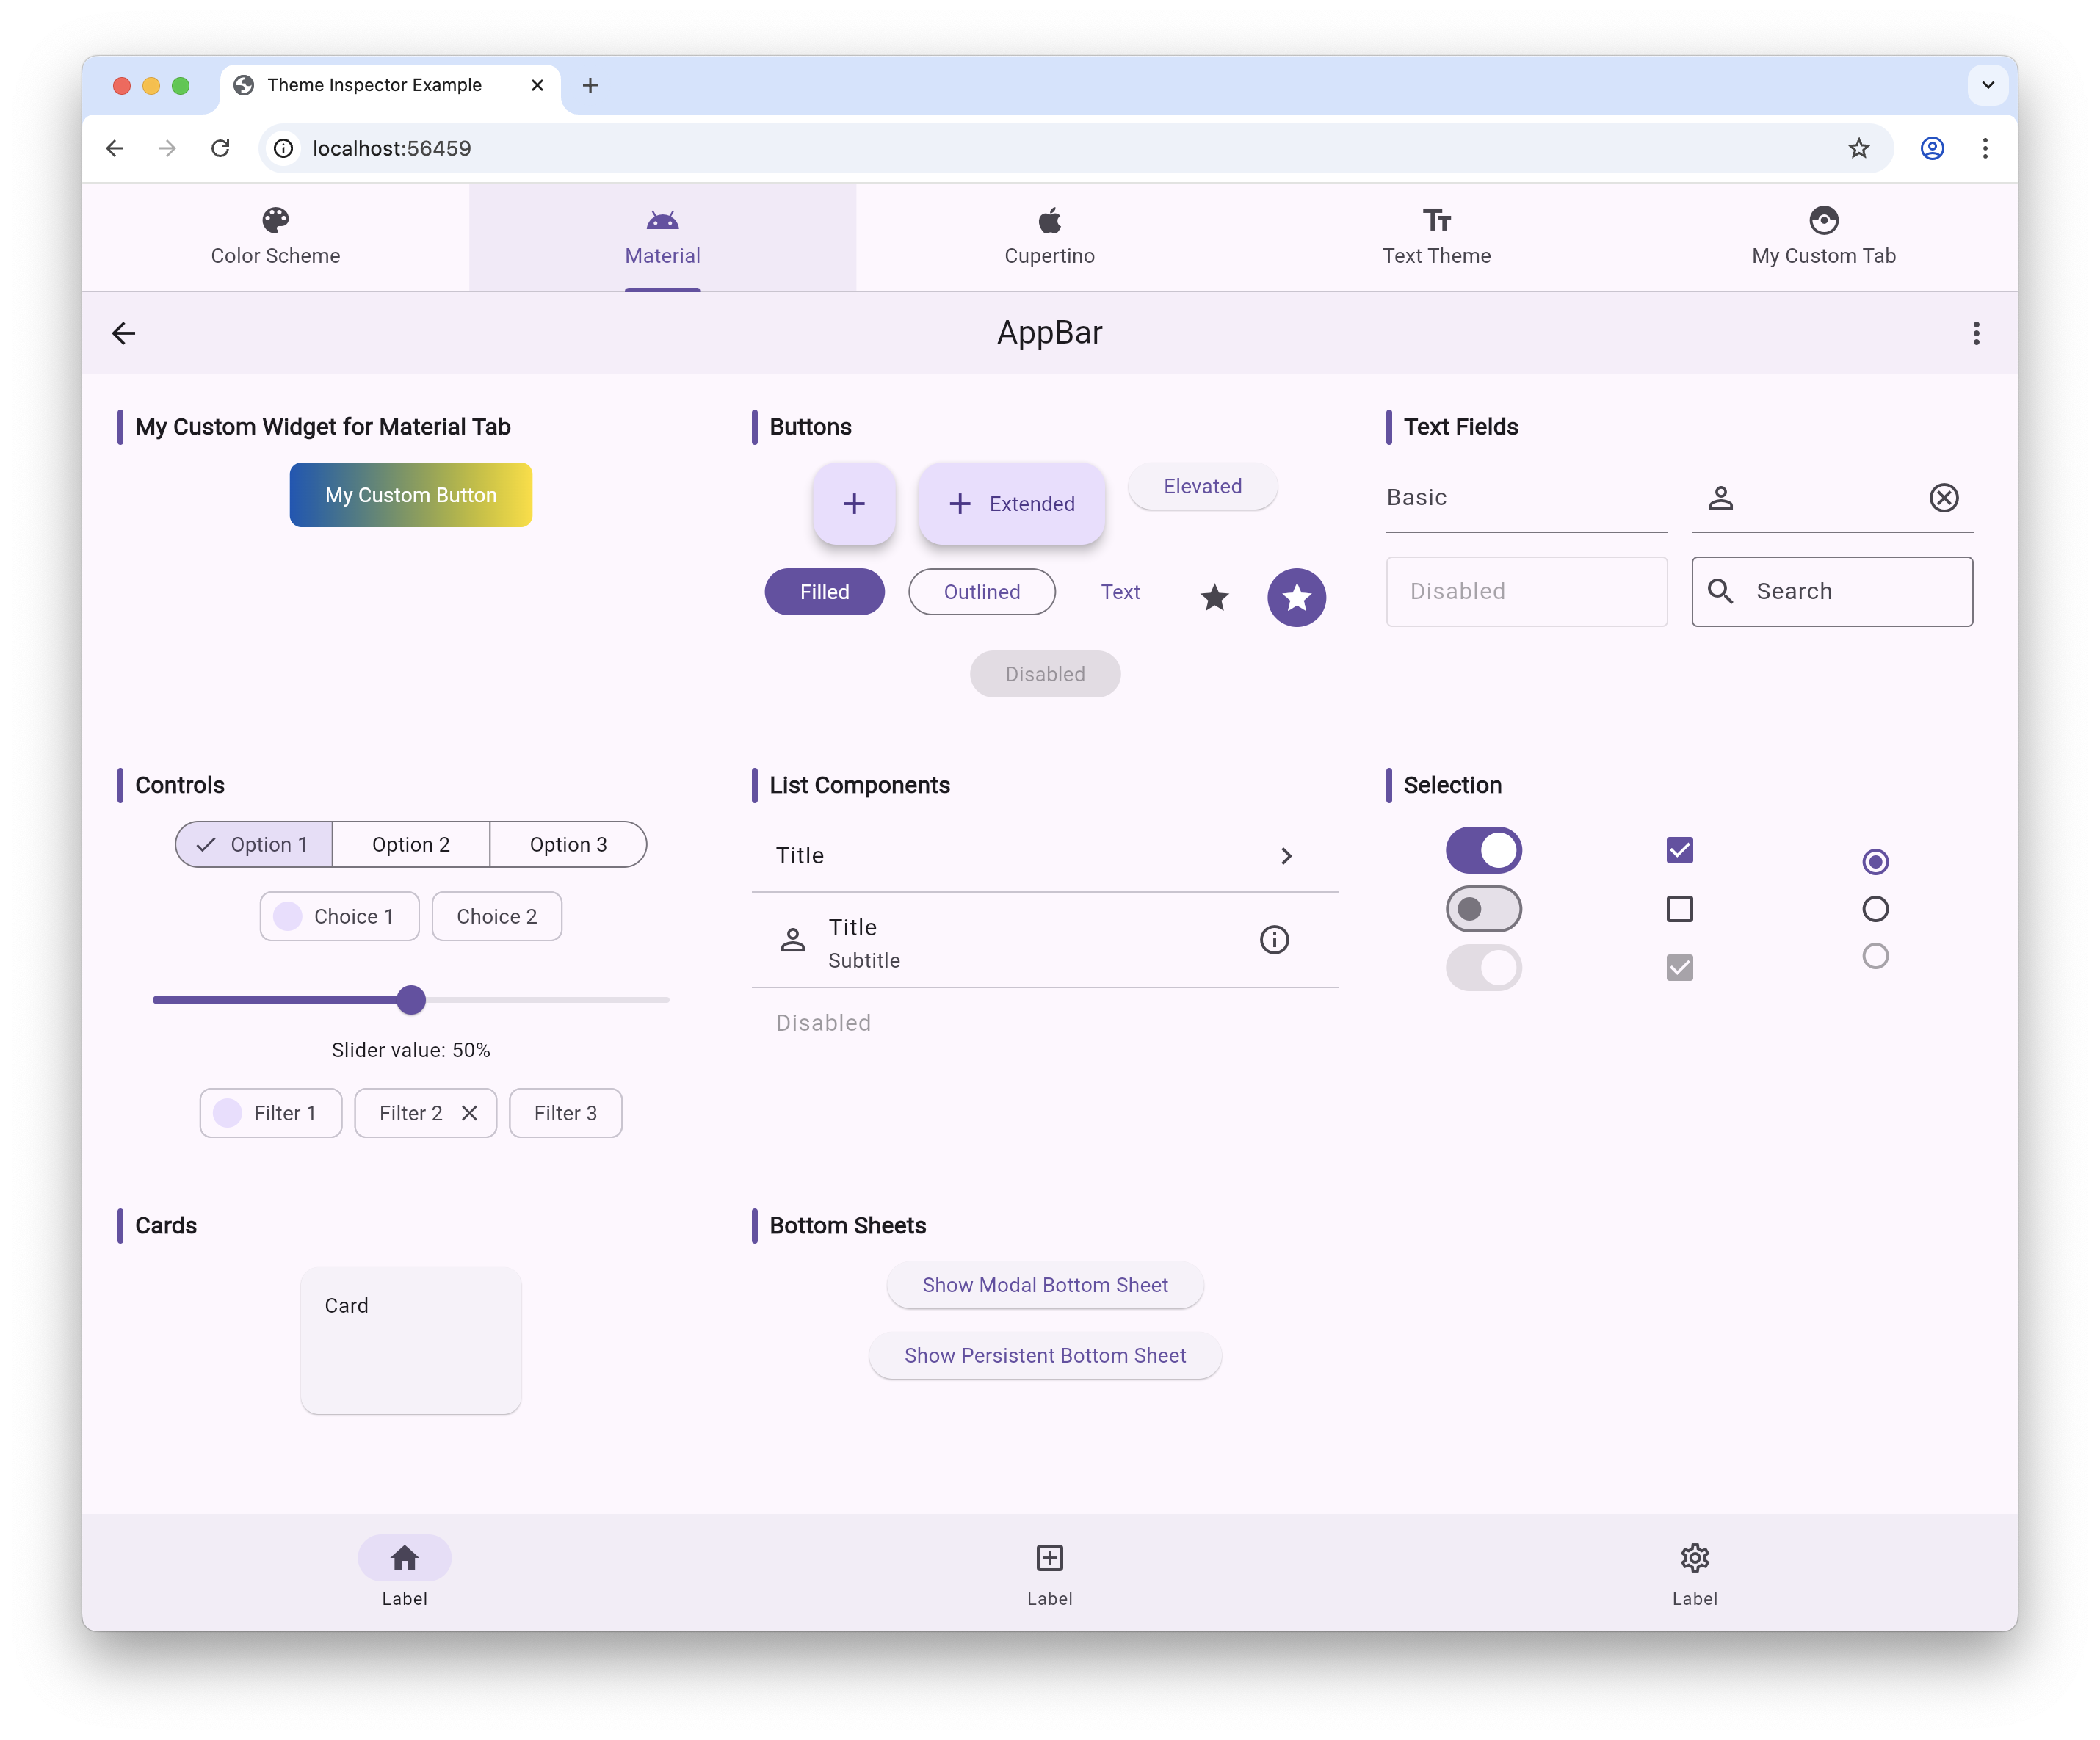 Theme Inspector Example
localhost:56459
Color Scheme
Material
Cupertino
Text Theme
My Custom Tab
AppBar
My Custom Widget for Material Tab
My Custom Button
Buttons
Extended
Elevated
Filled
Outlined
Text
Disabled
Text Fields
Basic
Disabled
Search
Controls
Option 1
Option 2
Option 3
Choice 1
Choice 2
Slider value: 50%
Filter 1
Filter 2
Filter 3
List Components
Title
Title
Subtitle
Disabled
Selection
Cards
Card
Bottom Sheets
Show Modal Bottom Sheet
Show Persistent Bottom Sheet
Label
Label
Label